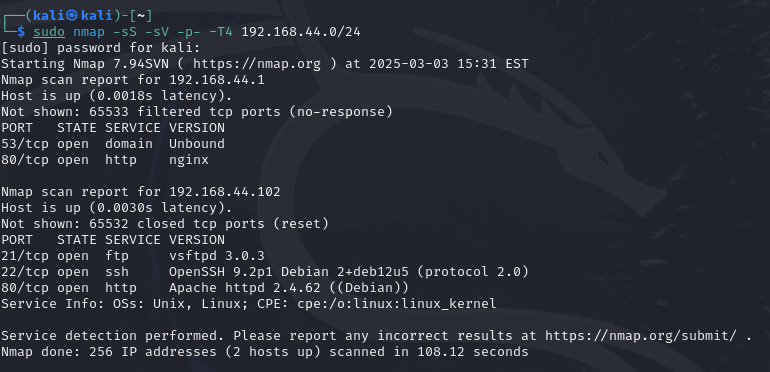 ┌──(kali㉿kali)-[~]
└─$ sudo nmap -sS -sV -p- -T4 192.168.44.0/24
[sudo] password for kali:
Starting Nmap 7.94SVN ( https://nmap.org ) at 2025-03-03 15:31 EST
Nmap scan report for 192.168.44.1
Host is up (0.0018s latency).
Not shown: 65533 filtered tcp ports (no-response)
PORT   STATE SERVICE VERSION
53/tcp open  domain  Unbound
80/tcp open  http    nginx

Nmap scan report for 192.168.44.102
Host is up (0.0030s latency).
Not shown: 65532 closed tcp ports (reset)
PORT   STATE SERVICE VERSION
21/tcp open  ftp     vsftpd 3.0.3
22/tcp open  ssh     OpenSSH 9.2p1 Debian 2+deb12u5 (protocol 2.0)
80/tcp open  http    Apache httpd 2.4.62 ((Debian))
Service Info: OSs: Unix, Linux; CPE: cpe:/o:linux:linux_kernel

Service detection performed. Please report any incorrect results at https://nmap.org/submit/ .
Nmap done: 256 IP addresses (2 hosts up) scanned in 108.12 seconds